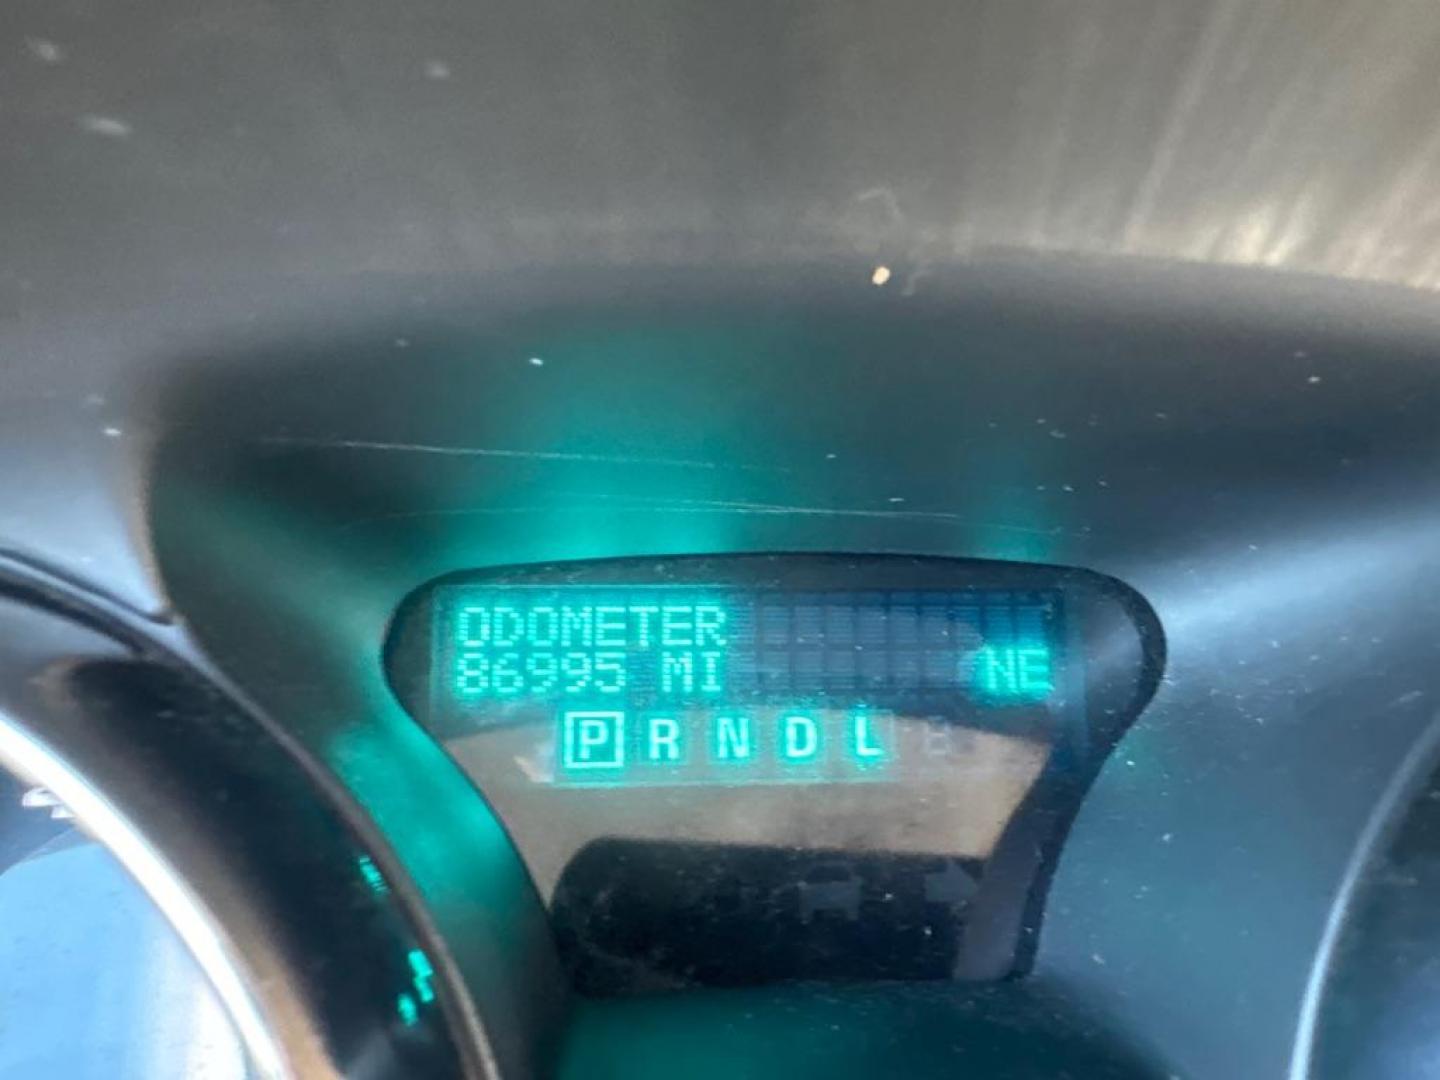 ODOMETER
86995 MI NE
P R N D L